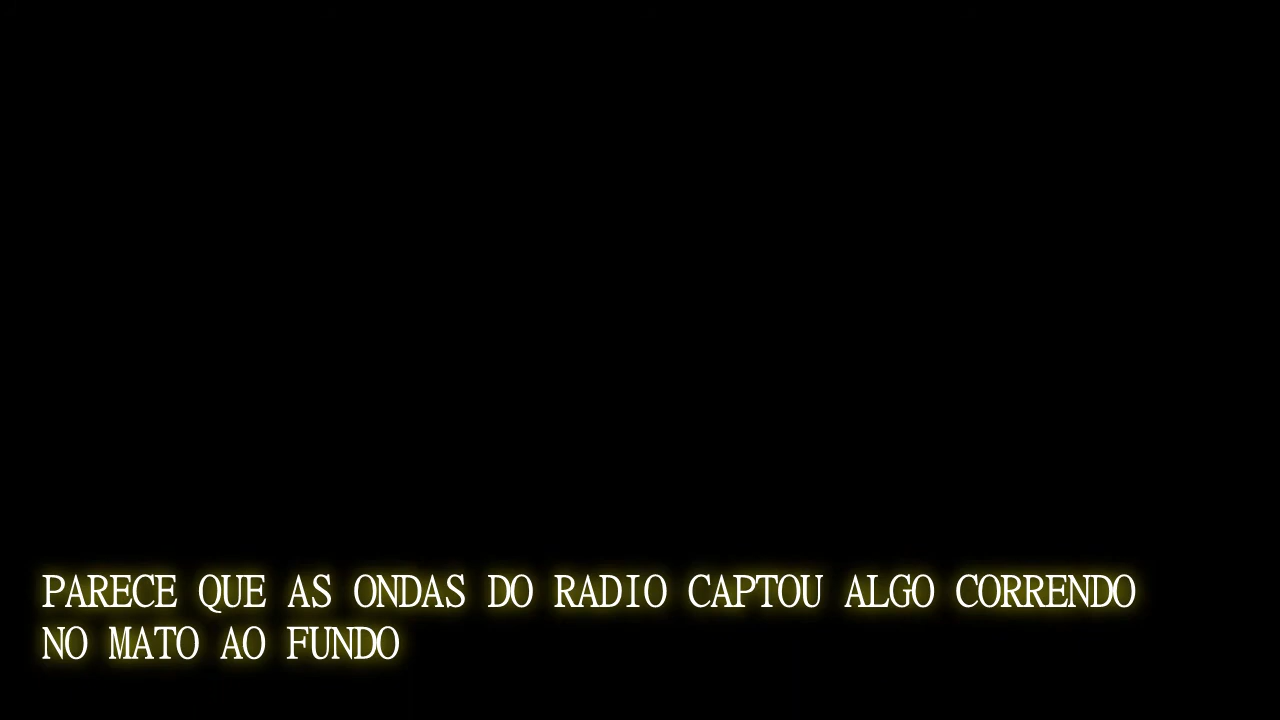 PARECE QUE AS ONDAS DO RADIO CAPTOU ALGO CORRENDO
NO MATO AO FUNDO